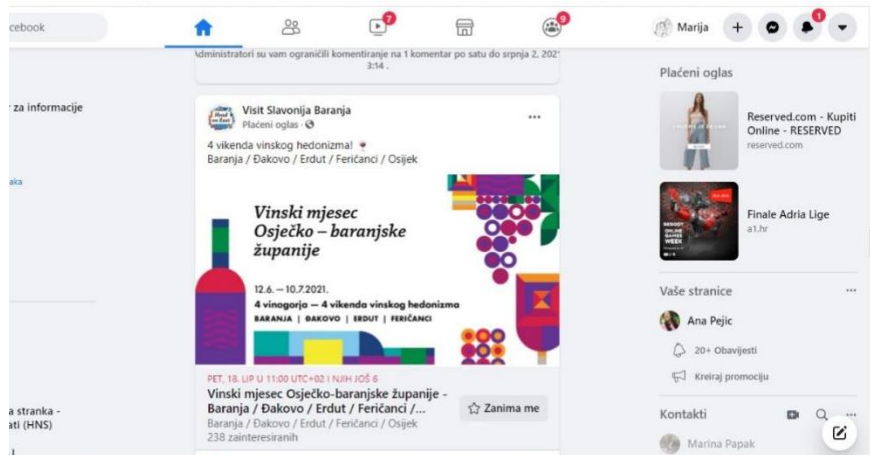 cebook
7
9
Marija
1
Administratori su vam ograničili komentiranje na 1 komentar po satu do srpnja 2, 202
3:14 .
za informacije
aka
a stranka -
ati (HNS)
Visit Slavonija Baranja
Plaćeni oglas ·
4 vikenda vinskog hedonizma!
Baranja / Đakovo / Erdut / Feričanci / Osijek
Vinski mjesec
Osječko – baranjske
županije
12.6. — 10.7.2021.
4 vinogorja — 4 vikenda vinskog hedonizma
BARANJA | ĐAKOVO | ERDUT | FERIČANCI
PET, 18. LIP U 11:00 UTC+02 I NJIH JOŠ 6
Vinski mjesec Osječko-baranjske županije -
Baranja / Đakovo / Erdut / Feričanci /...
Baranja / Đakovo / Erdut / Feričanci / Osijek
238 zainteresiranih
Zanima me
Plaćeni oglas
Reserved.com - Kupiti
Online - RESERVED
reserved.com
Finale Adria Lige
a1.hr
Vaše stranice
Ana Pejic
20+ Obavijesti
Kreiraj promociju
Kontakti
Marina Papak